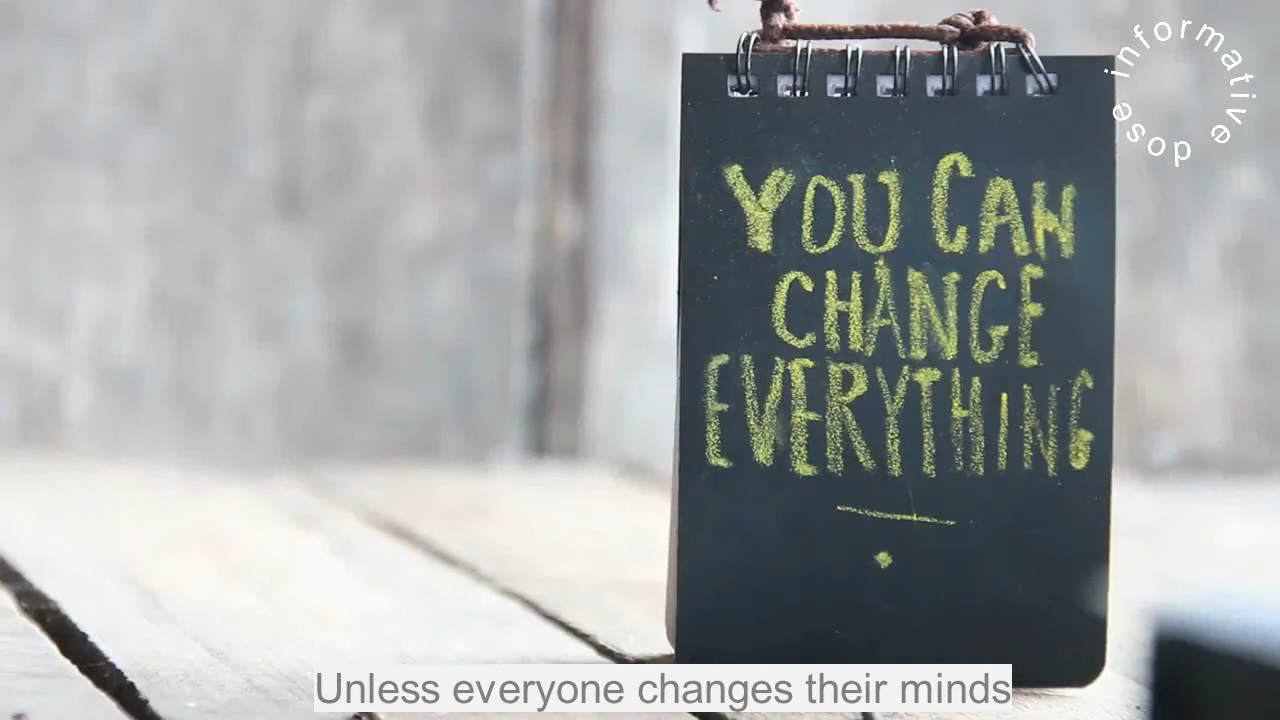 informative dose
YOU CAN
CHANGE
EVERYTHING
Unless everyone changes their minds